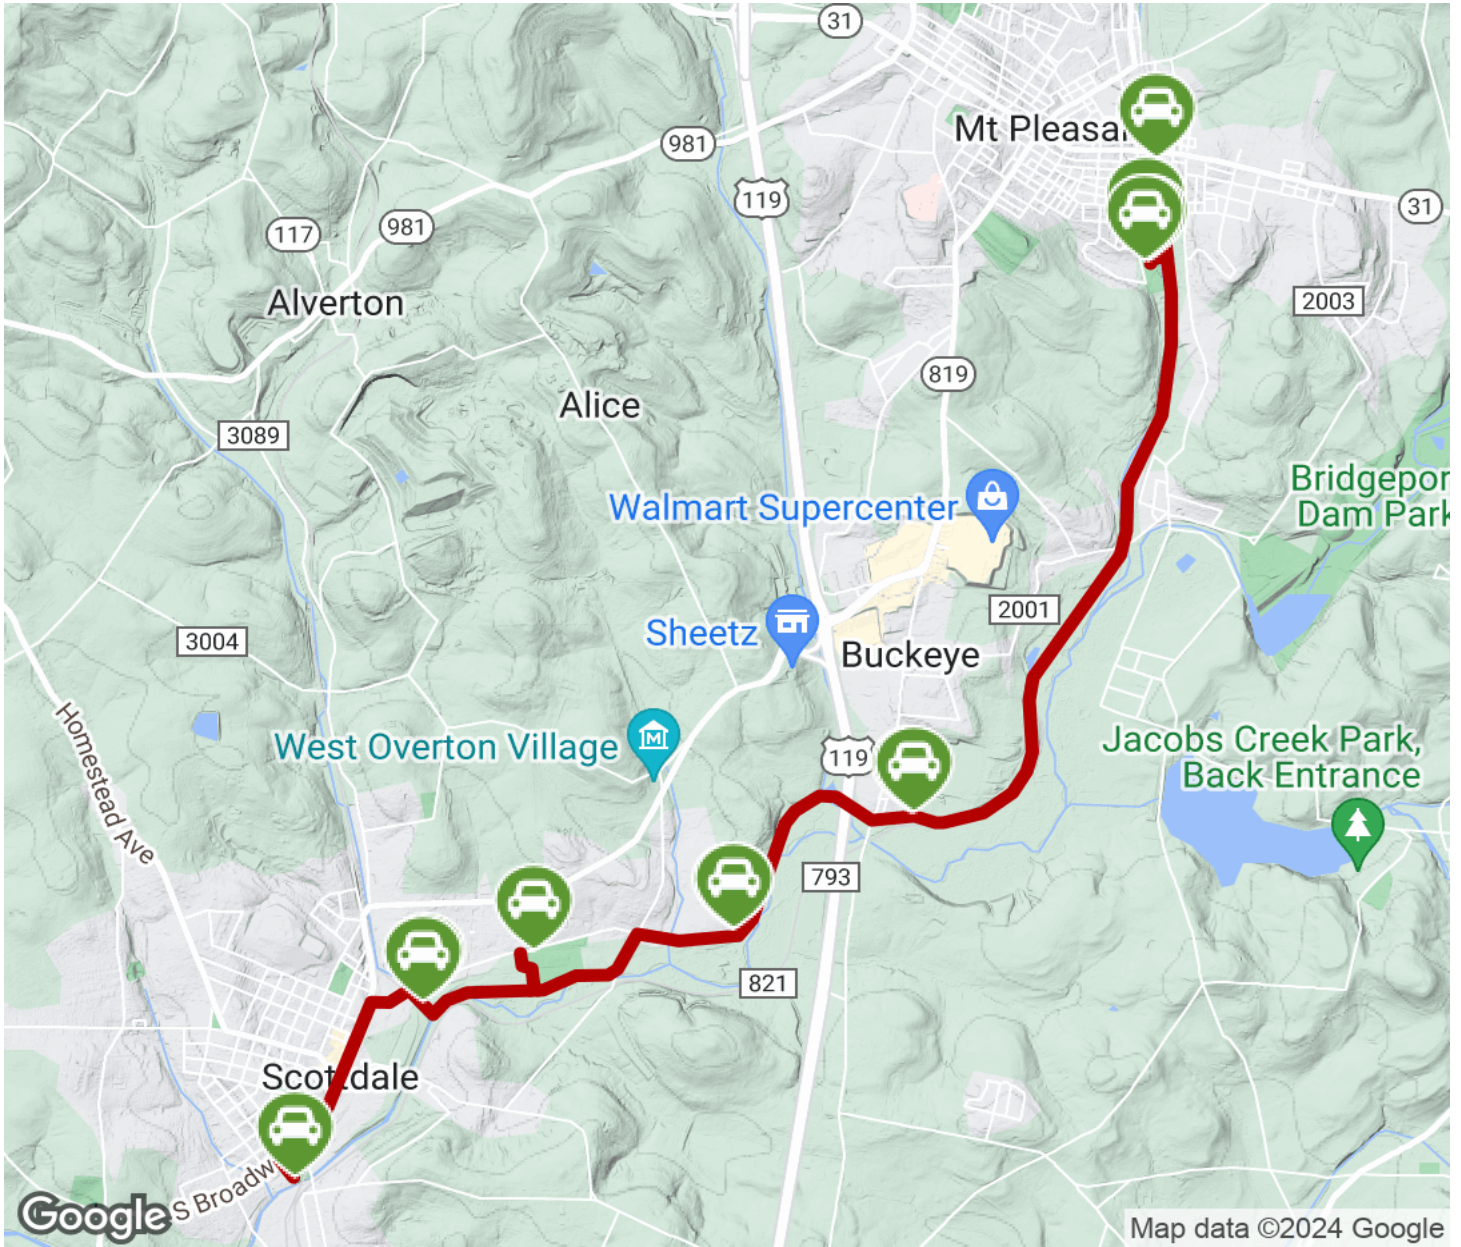 31
Mt Pleasa
981
119
31
117
981
2003
Alverton
819
Alice
3089
Bridgepor
Dam Park
Walmart Supercenter
2001
3004
Sheetz
Buckeye
Homestead Ave
West Overton Village
119
Jacobs Creek Park,
Back Entrance
793
821
Scottdale
S Broadw
Google
Map data ©2024 Google